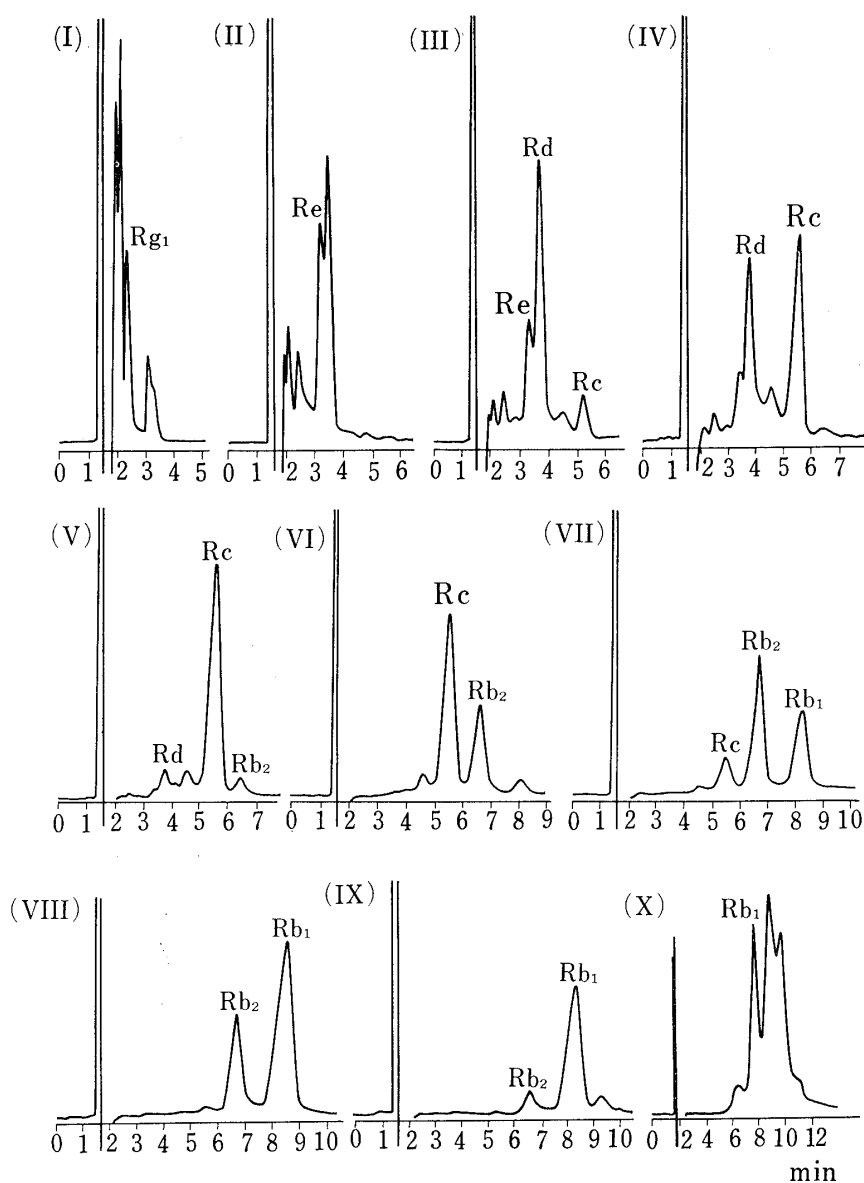 (I)
Rg₁
0 1 2 3 4 5
(II)
Re
0 1 2 3 4 5 6
(III)
Rd
Re
Rc
0 1 2 3 4 5 6
(IV)
Rd
Rc
0 1 2 3 4 5 6 7
(V)
Rc
Rd
Rb₂
0 1 2 3 4 5 6 7
(VI)
Rc
Rb₂
0 1 2 3 4 5 6 7 8 9
(VII)
Rb₂
Rc
Rb₁
0 1 2 3 4 5 6 7 8 9 10
(VIII)
Rb₁
Rb₂
0 1 2 3 4 5 6 7 8 9 10
(IX)
Rb₁
Rb₂
0 1 2 3 4 5 6 7 8 9 10
(X)
Rb₁
0 2 4 6 8 10 12
min